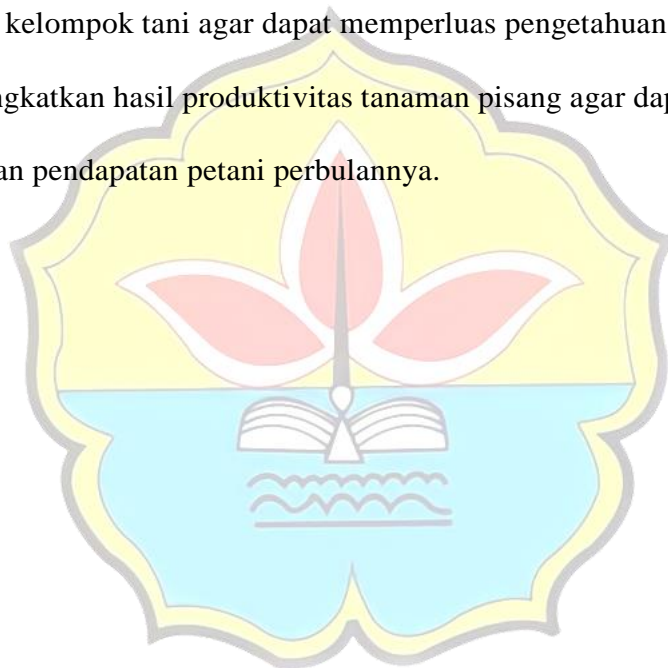 kelompok tani agar dapat memperluas pengetahuan
ngkatkan hasil produktivitas tanaman pisang agar dap
an pendapatan petani perbulannya.